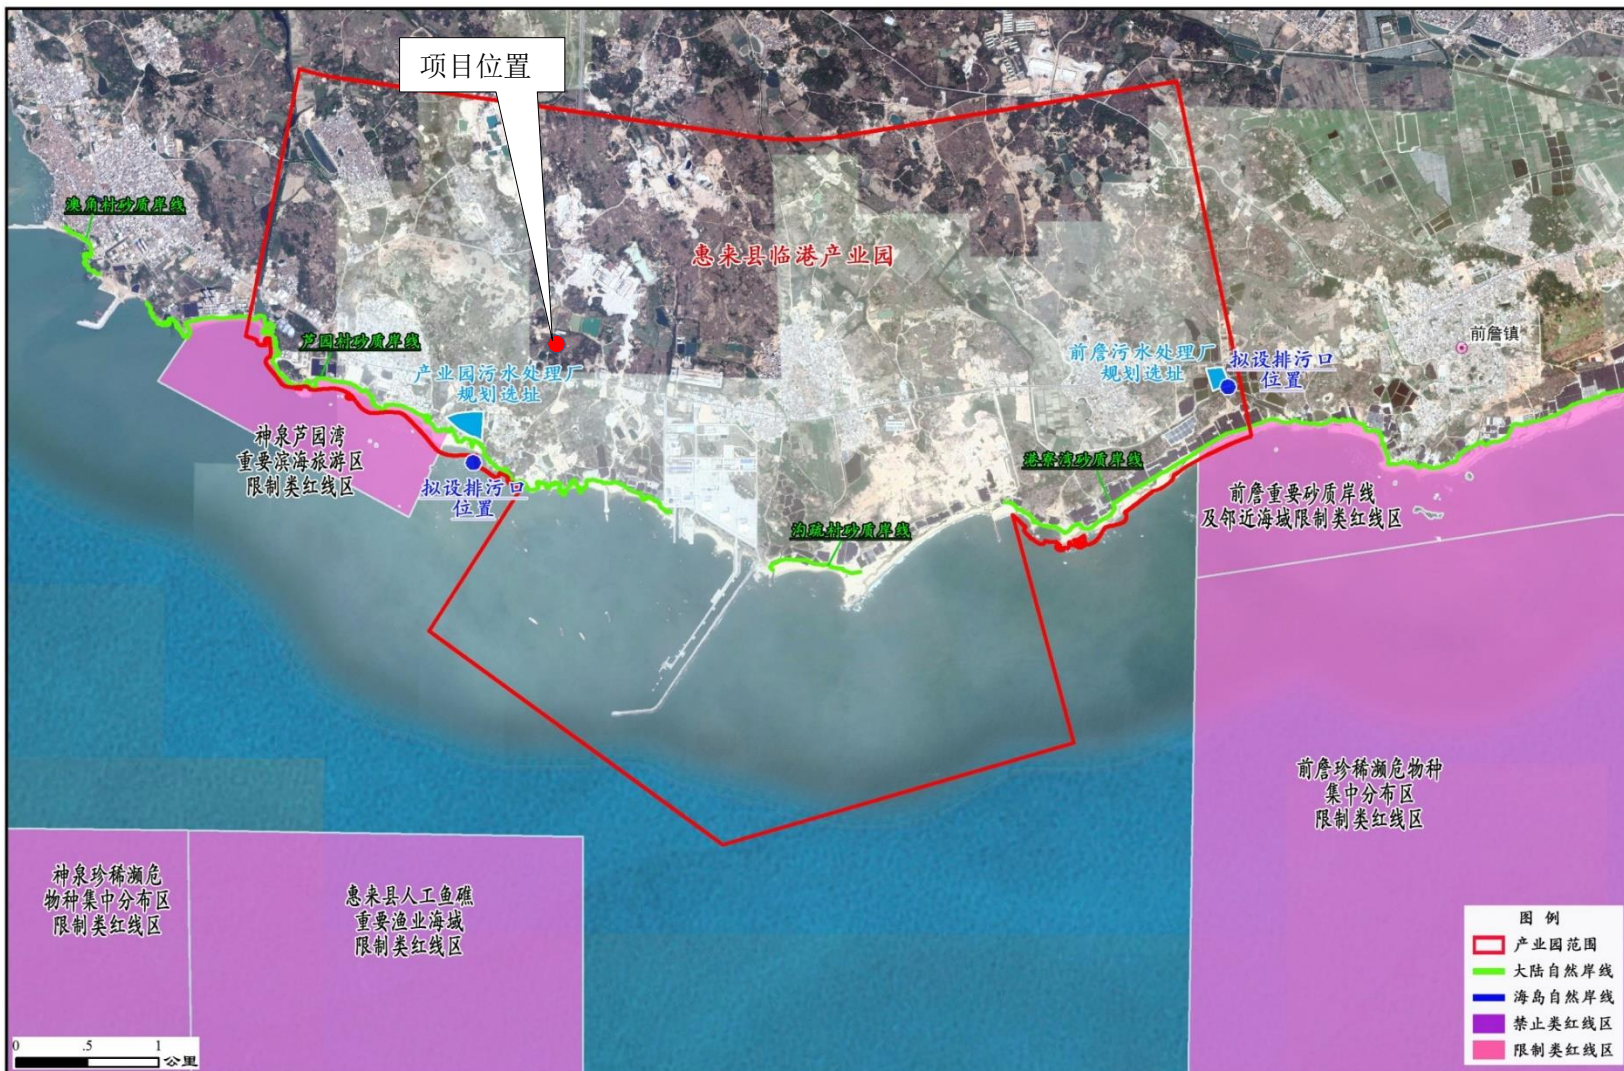 项目位置
澳角村砂质岸线
惠来县临港产业园
芦园村砂质岸线
产业园污水处理厂
规划选址
前詹污水处理厂
规划选址
拟设排污口
位置
前詹镇
神泉芦园湾
重要滨海旅游区
限制类红线区
拟设排污口
位置
港寮湾砂质岸线
沟疏村砂质岸线
前詹重要砂质岸线
及邻近海域限制类红线区
前詹珍稀濒危物种
集中分布区
限制类红线区
神泉珍稀濒危
物种集中分布区
限制类红线区
惠来县人工鱼礁
重要渔业海域
限制类红线区
图 例
产业园范围
大陆自然岸线
海岛自然岸线
禁止类红线区
限制类红线区
0 .5 1
公里